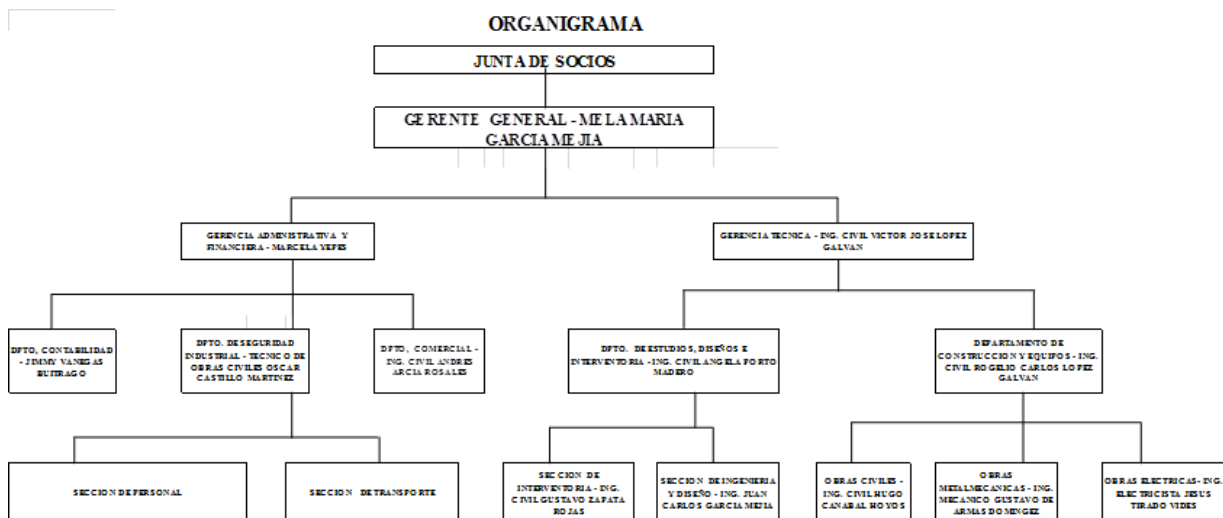 ORGANIGRAMA
JUNTA DE SOCIOS
GERENTE GENERAL - MELA MARIA
GARCIA MEJIA
GERENCIA ADMINISTRATIVA Y
FINANCIERA - MARCELA YEPES
GERENCIA TECNICA - ING. CIVIL VICTOR JOSE LOPEZ
GALVAN
DPTO, CONTABILIDAD
- JIMMY VANEGAS
BUITRAGO
DPTO. DE SEGURIDAD
INDUSTRIAL - TECNICO DE
OBRAS CIVILES OSCAR
CASTILLO MARTINEZ
DPTO, COMERCIAL -
ING. CIVIL ANDRES
ARCIA ROSALES
DPTO. DE ESTUDIOS, DISEÑOS E
INTERVENTORIA - ING. CIVIL ANGELA PORTO
MADERO
DEPARTAMENTO DE
CONSTRUCCION Y EQUIPOS - ING.
CIVIL ROGELIO CARLOS LOPEZ
GALVAN
SECCION DE PERSONAL
SECCION DE TRANSPORTE
SECCION DE
INTERVENTORIA - ING.
CIVIL GUSTAVO ZAPATA
ROJAS
SECCION DE INGENIERIA
Y DISEÑO - ING. JUAN
CARLOS GARCIA MEJIA
OBRAS CIVILES -
ING. CIVIL HUGO
CANABAL HOYOS
OBRAS
METALMECANICAS - ING.
MECANICO GUSTAVO DE
ARMAS DOMINGEZ
OBRAS ELECTRICAS- ING.
ELECTRICISTA JESUS
TIRADO VIDES